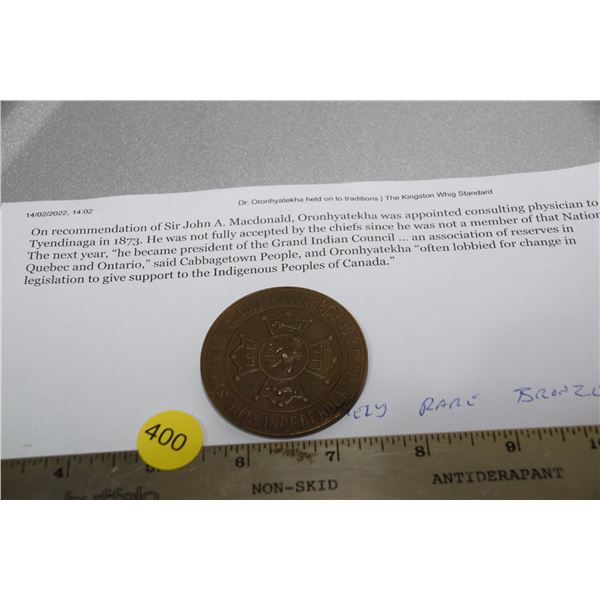 14/02/2022, 14:02
Dr. Oronhyatekha held on to traditions | The Kingston Whig Standard
On recommendation of Sir John A. Macdonald, Oronhyatekha was appointed consulting physician to
Tyendinaga in 1873. He was not fully accepted by the chiefs since he was not a member of that Nation
The next year, “he became president of the Grand Indian Council ... an association of reserves in
Quebec and Ontario,” said Cabbagetown People, and Oronhyatekha “often lobbied for change in
legislation to give support to the Indigenous Peoples of Canada.”
INDEPENDENT
RARE BRONZE
400
4 5 6 7 8 9 10
buffalo NON-SKID ANTIDERAPANT